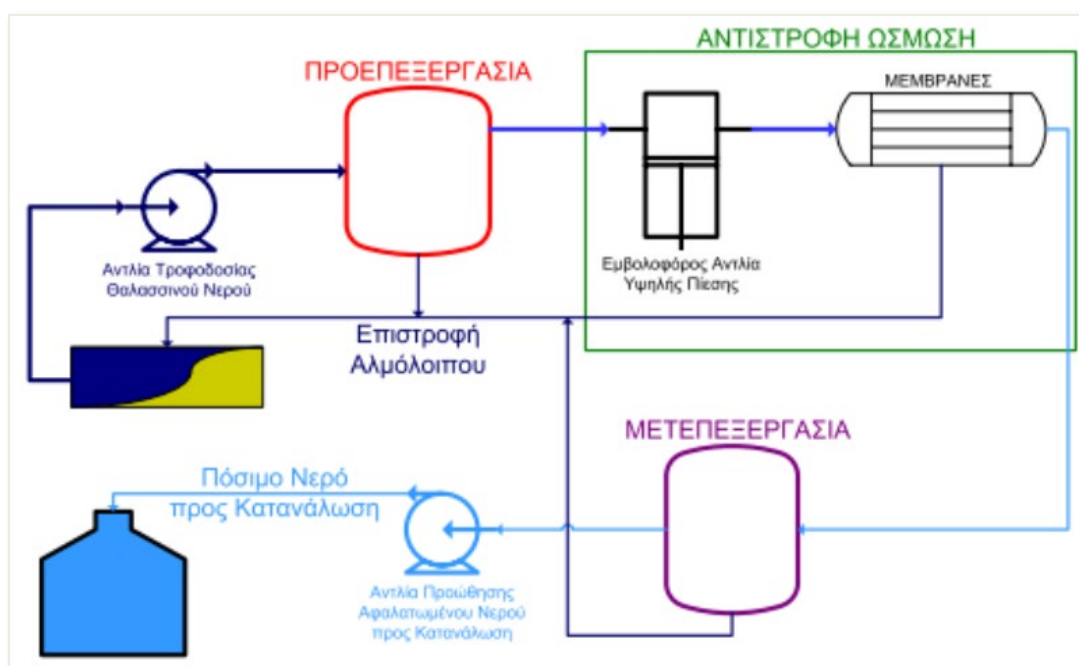 ΑΝΤΙΣΤΡΟΦΗ ΩΣΜΩΣΗ
ΠΡΟΕΠΕΞΕΡΓΑΣΙΑ
ΜΕΜΒΡΑΝΕΣ
Αντλία Τροφοδοσίας
Θαλασσινού Νερού
Εμβολοφόρος Αντλία
Υψηλής Πίεσης
Επιστροφή
Αλμόλοιπου
ΜΕΤΕΠΕΞΕΡΓΑΣΙΑ
Πόσιμο Νερό
προς Κατανάλωση
Αντλία Προώθησης
Αφαλατωμένου Νερού
προς Κατανάλωση